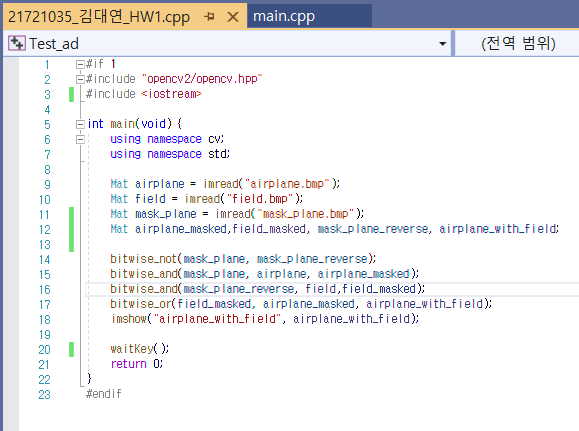 21721035_김대연_HW1.cpp main.cpp
Test_ad (전역 범위)
1 #if 1
2 #include "opencv2/opencv.hpp"
3 #include <iostream>
4
5 int main(void) {
6 using namespace cv;
7 using namespace std;
8
9 Mat airplane = imread("airplane.bmp");
10 Mat field = imread("field.bmp");
11 Mat mask_plane = imread("mask_plane.bmp");
12 Mat airplane_masked,field_masked, mask_plane_reverse, airplane_with_field;
13
14 bitwise_not(mask_plane, mask_plane_reverse);
15 bitwise_and(mask_plane, airplane, airplane_masked);
16 bitwise_and(mask_plane_reverse, field,field_masked);
17 bitwise_or(field_masked, airplane_masked, airplane_with_field);
18 imshow("airplane_with_field", airplane_with_field);
19
20 waitKey();
21 return 0;
22 }
23 #endif